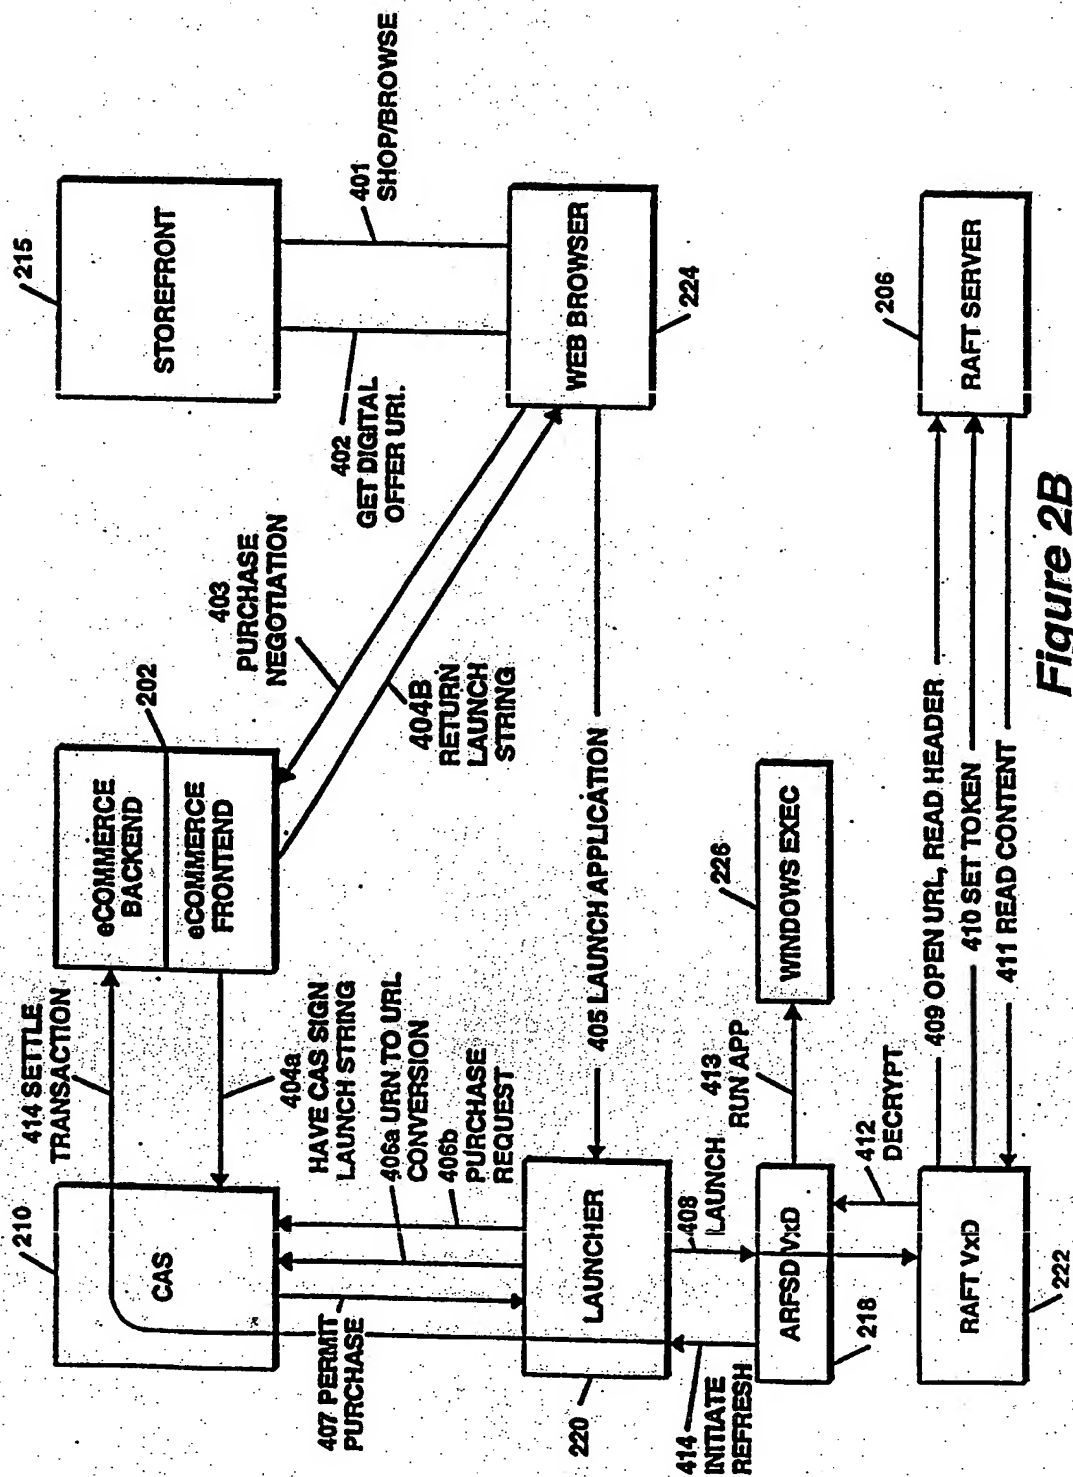 215
STOREFRONT
401
SHOP/BROWSE
402
GET DIGITAL
OFFER URL.
WEB BROWSER
224
403
PURCHASE
NEGOTIATION
404B
RETURN
LAUNCH
STRING
202
eCOMMERCE
BACKEND
eCOMMERCE
FRONTEND
414 SETTLE
TRANSACTION
404a
HAVE CAS SIGN
LAUNCH STRING
406a URN TO URL
CONVERSION
406b
PURCHASE
REQUEST
405 LAUNCH APPLICATION
210
CAS
407 PERMIT
PURCHASE
LAUNCHER
220
408
LAUNCH
413
RUN APP
226
WINDOWS EXEC
414
INITIATE
REFRESH
ARFSD VxD
218
412
DECRYPT
RAFT VxD
222
409 OPEN URL, READ HEADER
410 SET TOKEN
411 READ CONTENT
206
RAFT SERVER
Figure 2B